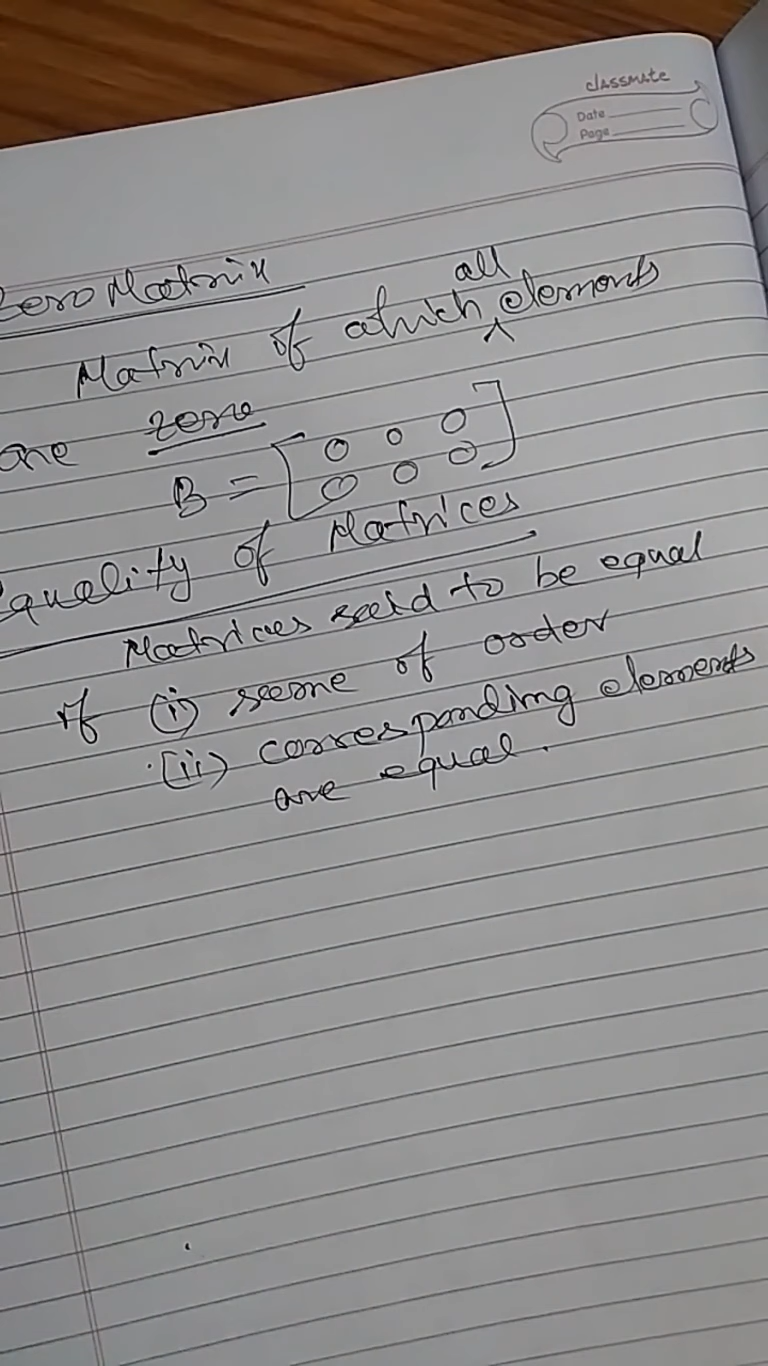 classmate
Date
Page
Zero Matrix
all
Matrix of which ^ elements
are zero
B = [ 0 0 0
0 0 0 ]
Equality of Matrices
Matrices said to be equal
if (i) same of order
(ii) corresponding elements
are equal.